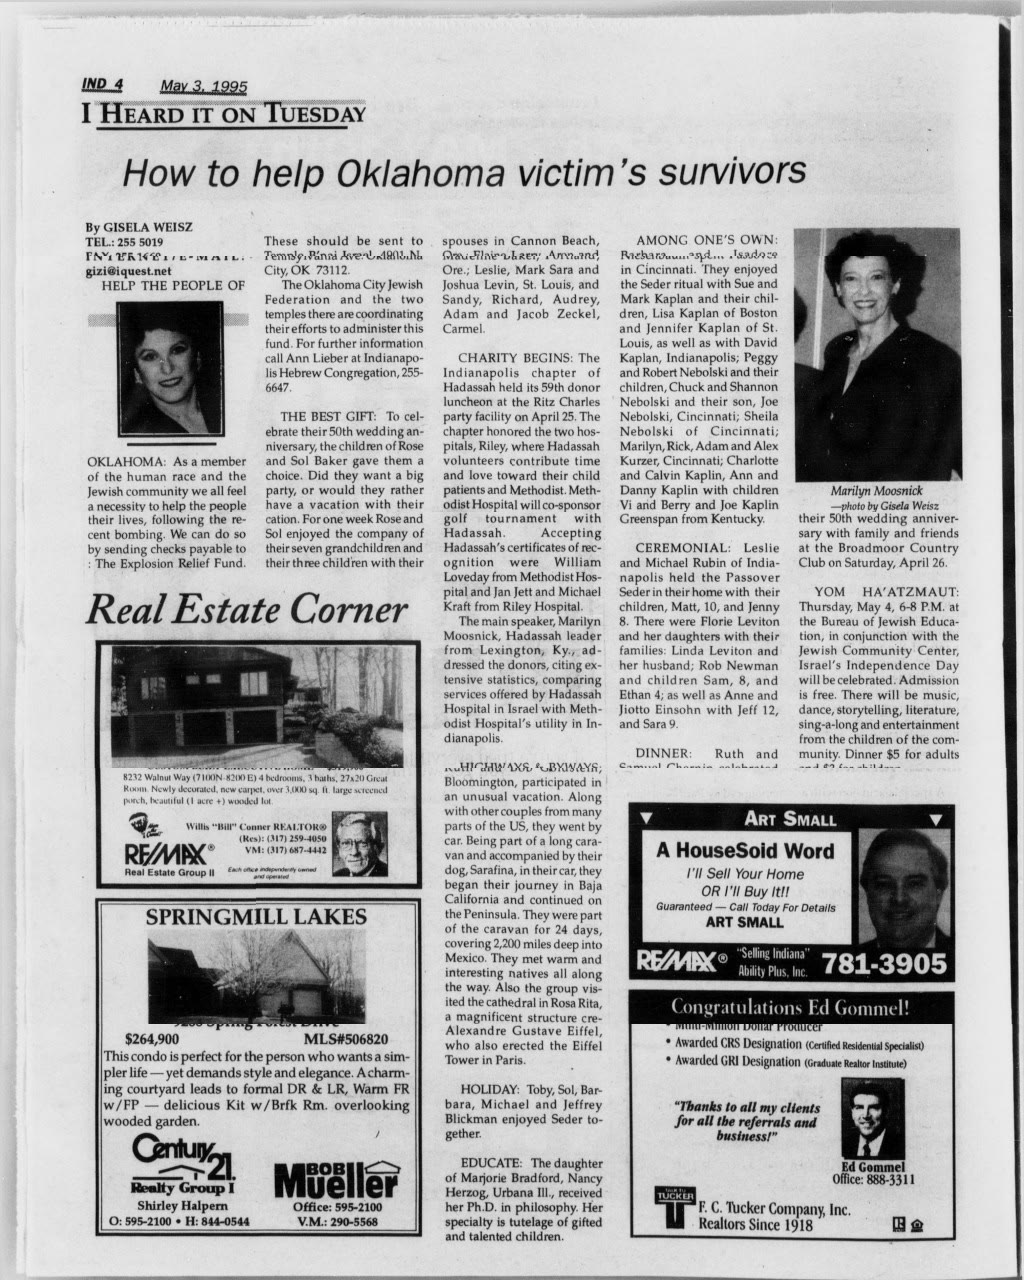 IND 4 May 3, 1995
I HEARD IT ON TUESDAY
How to help Oklahoma victim's survivors
By GISELA WEISZ
TEL.: 255 5019
gizi@iquest.net
HELP THE PEOPLE OF
OKLAHOMA: As a member
of the human race and the
Jewish community we all feel
a necessity to help the people
their lives, following the re-
cent bombing. We can do so
by sending checks payable to
: The Explosion Relief Fund.
These should be sent to
City, OK 73112.
The Oklahoma City Jewish
Federation and the two
temples there are coordinating
their efforts to administer this
fund. For further information
call Ann Lieber at Indianapo-
lis Hebrew Congregation, 255-
6647.
THE BEST GIFT: To cel-
ebrate their 50th wedding an-
niversary, the children of Rose
and Sol Baker gave them a
choice. Did they want a big
party, or would they rather
have a vacation with their
cation. For one week Rose and
Sol enjoyed the company of
their seven grandchildren and
their three children with their
spouses in Cannon Beach,
Ore.; Leslie, Mark Sara and
Joshua Levin, St. Louis, and
Sandy, Richard, Audrey,
Adam and Jacob Zeckel,
Carmel.
CHARITY BEGINS: The
Indianapolis chapter of
Hadassah held its 59th donor
luncheon at the Ritz Charles
party facility on April 25. The
chapter honored the two hos-
pitals, Riley, where Hadassah
volunteers contribute time
and love toward their child
patients and Methodist. Meth-
odist Hospital will co-sponsor
golf tournament with
Hadassah. Accepting
Hadassah's certificates of rec-
ognition were William
Loveday from Methodist Hos-
pital and Jan Jett and Michael
Kraft from Riley Hospital.
The main speaker, Marilyn
Moosnick, Hadassah leader
from Lexington, Ky., ad-
dressed the donors, citing ex-
tensive statistics, comparing
services offered by Hadassah
Hospital in Israel with Meth-
odist Hospital's utility in In-
dianapolis.
HIGHWAYS & BYWAYS:
Bloomington, participated in
an unusual vacation. Along
with other couples from many
parts of the US, they went by
car. Being part of a long cara-
van and accompanied by their
dog, Sarafina, in their car, they
began their journey in Baja
California and continued on
the Peninsula. They were part
of the caravan for 24 days,
covering 2,200 miles deep into
Mexico. They met warm and
interesting natives all along
the way. Also the group vis-
ited the cathedral in Rosa Rita,
a magnificent structure cre-
Alexandre Gustave Eiffel,
who also erected the Eiffel
Tower in Paris.
HOLIDAY: Toby, Sol, Bar-
bara, Michael and Jeffrey
Blickman enjoyed Seder to-
gether.
EDUCATE: The daughter
of Marjorie Bradford, Nancy
Herzog, Urbana Ill., received
her Ph.D. in philosophy. Her
specialty is tutelage of gifted
and talented children.
AMONG ONE'S OWN:
in Cincinnati. They enjoyed
the Seder ritual with Sue and
Mark Kaplan and their chil-
dren, Lisa Kaplan of Boston
and Jennifer Kaplan of St.
Louis, as well as with David
Kaplan, Indianapolis; Peggy
and Robert Nebolski and their
children, Chuck and Shannon
Nebolski and their son, Joe
Nebolski, Cincinnati; Sheila
Nebolski of Cincinnati;
Marilyn, Rick, Adam and Alex
Kurzer, Cincinnati; Charlotte
and Calvin Kaplin, Ann and
Danny Kaplin with children
Vi and Berry and Joe Kaplin
Greenspan from Kentucky.
CEREMONIAL: Leslie
and Michael Rubin of India-
napolis held the Passover
Seder in their home with their
children, Matt, 10, and Jenny
8. There were Florie Leviton
and her daughters with their
families: Linda Leviton and
her husband; Rob Newman
and children Sam, 8, and
Ethan 4; as well as Anne and
Jiotto Einsohn with Jeff 12,
and Sara 9.
DINNER: Ruth and
Samuel Chernin celebrated
Marilyn Moosnick
—photo by Gisela Weisz
their 50th wedding anniver-
sary with family and friends
at the Broadmoor Country
Club on Saturday, April 26.
YOM HA'ATZMAUT:
Thursday, May 4, 6-8 P.M. at
the Bureau of Jewish Educa-
tion, in conjunction with the
Jewish Community Center,
Israel's Independence Day
will be celebrated. Admission
is free. There will be music,
dance, storytelling, literature,
sing-a-long and entertainment
from the children of the com-
munity. Dinner $5 for adults
and $3 for children.
Real Estate Corner
8232 Walnut Way (7100N-8200 E) 4 bedrooms, 3 baths, 27x20 Great
Room. Newly decorated, new carpet, over 3,000 sq. ft. large screened
porch, beautiful (1 acre +) wooded lot.
Willis "Bill" Conner REALTOR®
(Res): (317) 259-4050
VM: (317) 687-4442
RE/MAX®
Real Estate Group II
Each office independently owned
and operated
SPRINGMILL LAKES
9288 Spring Forest Drive
$264,900 MLS#506820
This condo is perfect for the person who wants a sim-
pler life — yet demands style and elegance. A charm-
ing courtyard leads to formal DR & LR, Warm FR
w/FP — delicious Kit w/Brfk Rm. overlooking
wooded garden.
Century 21.
Realty Group I
Shirley Halpern
O: 595-2100 • H: 844-0544
BOB
Mueller
Office: 595-2100
V.M.: 290-5568
ART SMALL
A HouseSoid Word
I'll Sell Your Home
OR I'll Buy It!!
Guaranteed — Call Today For Details
ART SMALL
RE/MAX® "Selling Indiana"
Ability Plus, Inc. 781-3905
Congratulations Ed Gommel!
• Multi-Million Dollar Producer
• Awarded CRS Designation (Certified Residential Specialist)
• Awarded GRI Designation (Graduate Realtor Institute)
"Thanks to all my clients
for all the referrals and
business!"
Ed Gommel
Office: 888-3311
TALK TO
TUCKER
F. C. Tucker Company, Inc.
Realtors Since 1918